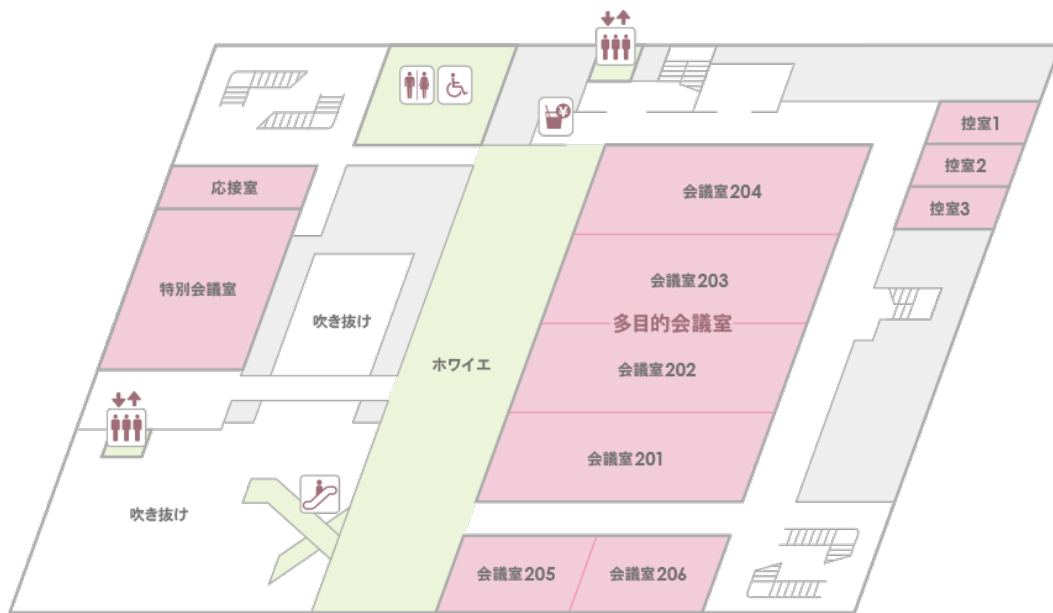 ¥
控室1
控室2
控室3
応接室
会議室204
特別会議室
会議室203
吹き抜け
多目的会議室
ホワイエ
会議室202
会議室201
吹き抜け
会議室205
会議室206